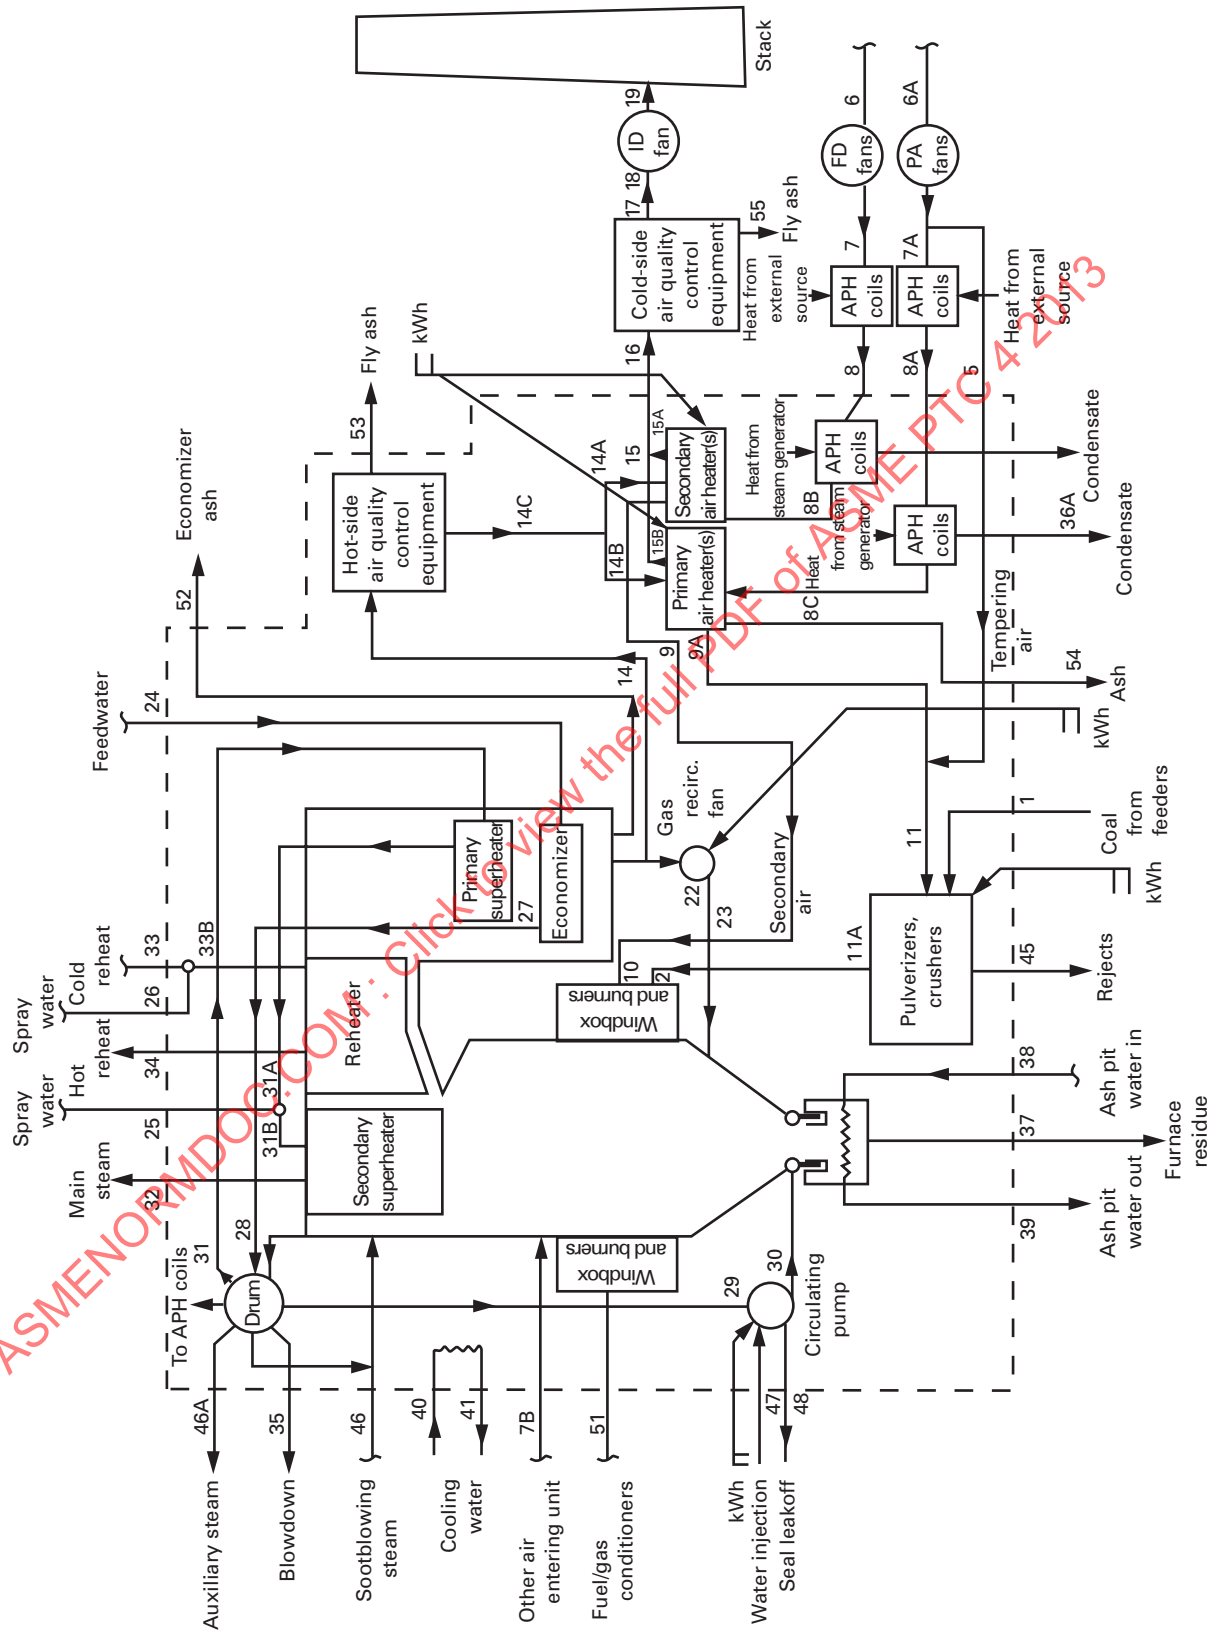 Stack
19
ID
fan
18
17
6
6A
FD
fans
PA
fans
Cold-side
air quality
control
equipment
55
Fly ash
7
7A
Heat from
external
source
APH
coils
APH
coils
Heat from
external
source
Fly ash
53
kWh
16
8
8A
5
Economizer
ash
52
Hot-side
air quality
control
equipment
14C
14A
15
15A
14B
15B
Secondary
air heater(s)
Primary
air heater(s)
Heat from
steam generator
APH
coils
8B
Heat
from steam
generator
APH
coils
8C
36A
Condensate
Condensate
Feedwater
24
14
9
9A
Tempering
air
54
Ash
kWh
Gas
recirc.
fan
22
23
Secondary
air
11
1
Coal
from
feeders
kWh
Primary
superheater
27
Economizer
Spray
water
26
Cold
reheat
33
33B
Reheater
10
2
Windbox
and burners
11A
Pulverizers,
crushers
45
Rejects
Hot
reheat
34
Spray
water
25
31A
31B
Main
steam
32
Secondary
superheater
38
Ash pit
water in
37
Furnace
residue
39
Ash pit
water out
31
28
To APH coils
Drum
Windbox
and burners
29
30
Circulating
pump
46A
Auxiliary steam
35
Blowdown
46
Sootblowing
steam
40
41
Cooling
water
7B
Other air
entering unit
51
Fuel/gas
conditioners
kWh
47
Water injection
48
Seal leakoff
ASMENORMDOC.COM : Click to view the full PDF of ASME PTC 4 2013